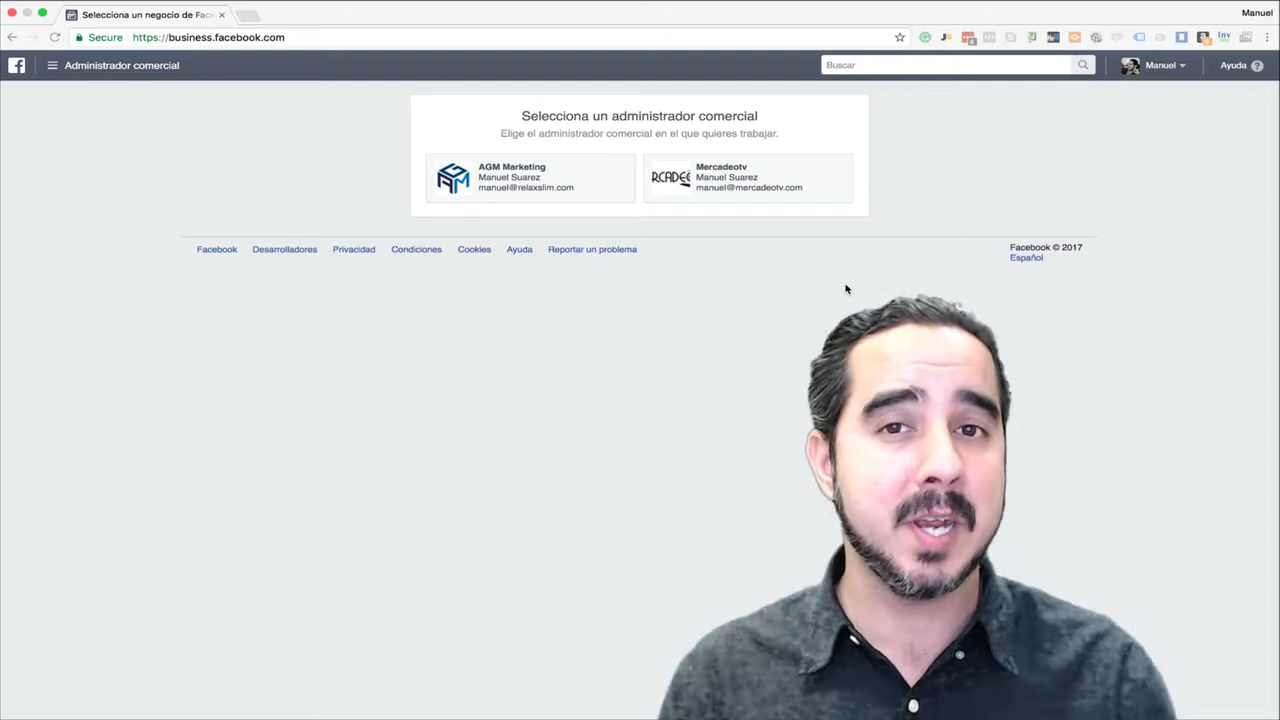 Selecciona un negocio de Face
Manuel
Secure
https://business.facebook.com
Administrador comercial
Buscar
Manuel
Ayuda
Selecciona un administrador comercial
Elige el administrador comercial en el que quieres trabajar.
AGM Marketing
Manuel Suarez
manuel@relaxslim.com
RCADEO
Mercadeotv
Manuel Suarez
manuel@mercadeotv.com
Facebook
Desarrolladores
Privacidad
Condiciones
Cookies
Ayuda
Reportar un problema
Facebook © 2017
Español